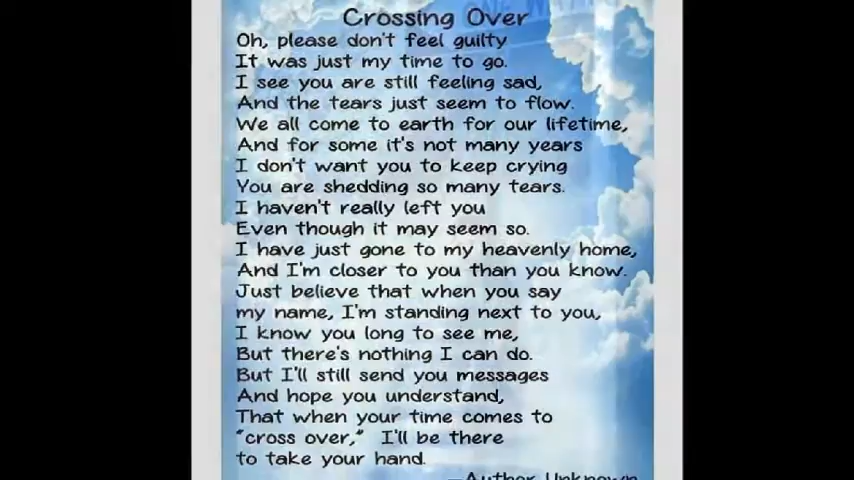 Crossing Over
Oh, please don't feel guilty
It was just my time to go.
I see you are still feeling sad,
And the tears just seem to flow.
We all come to earth for our lifetime,
And for some it's not many years
I don't want you to keep crying
You are shedding so many tears.
I haven't really left you
Even though it may seem so.
I have just gone to my heavenly home,
And I'm closer to you than you know.
Just believe that when you say
my name, I'm standing next to you,
I know you long to see me,
But there's nothing I can do.
But I'll still send you messages
And hope you understand,
That when your time comes to
"cross over," I'll be there
to take your hand.
—Author Unknown